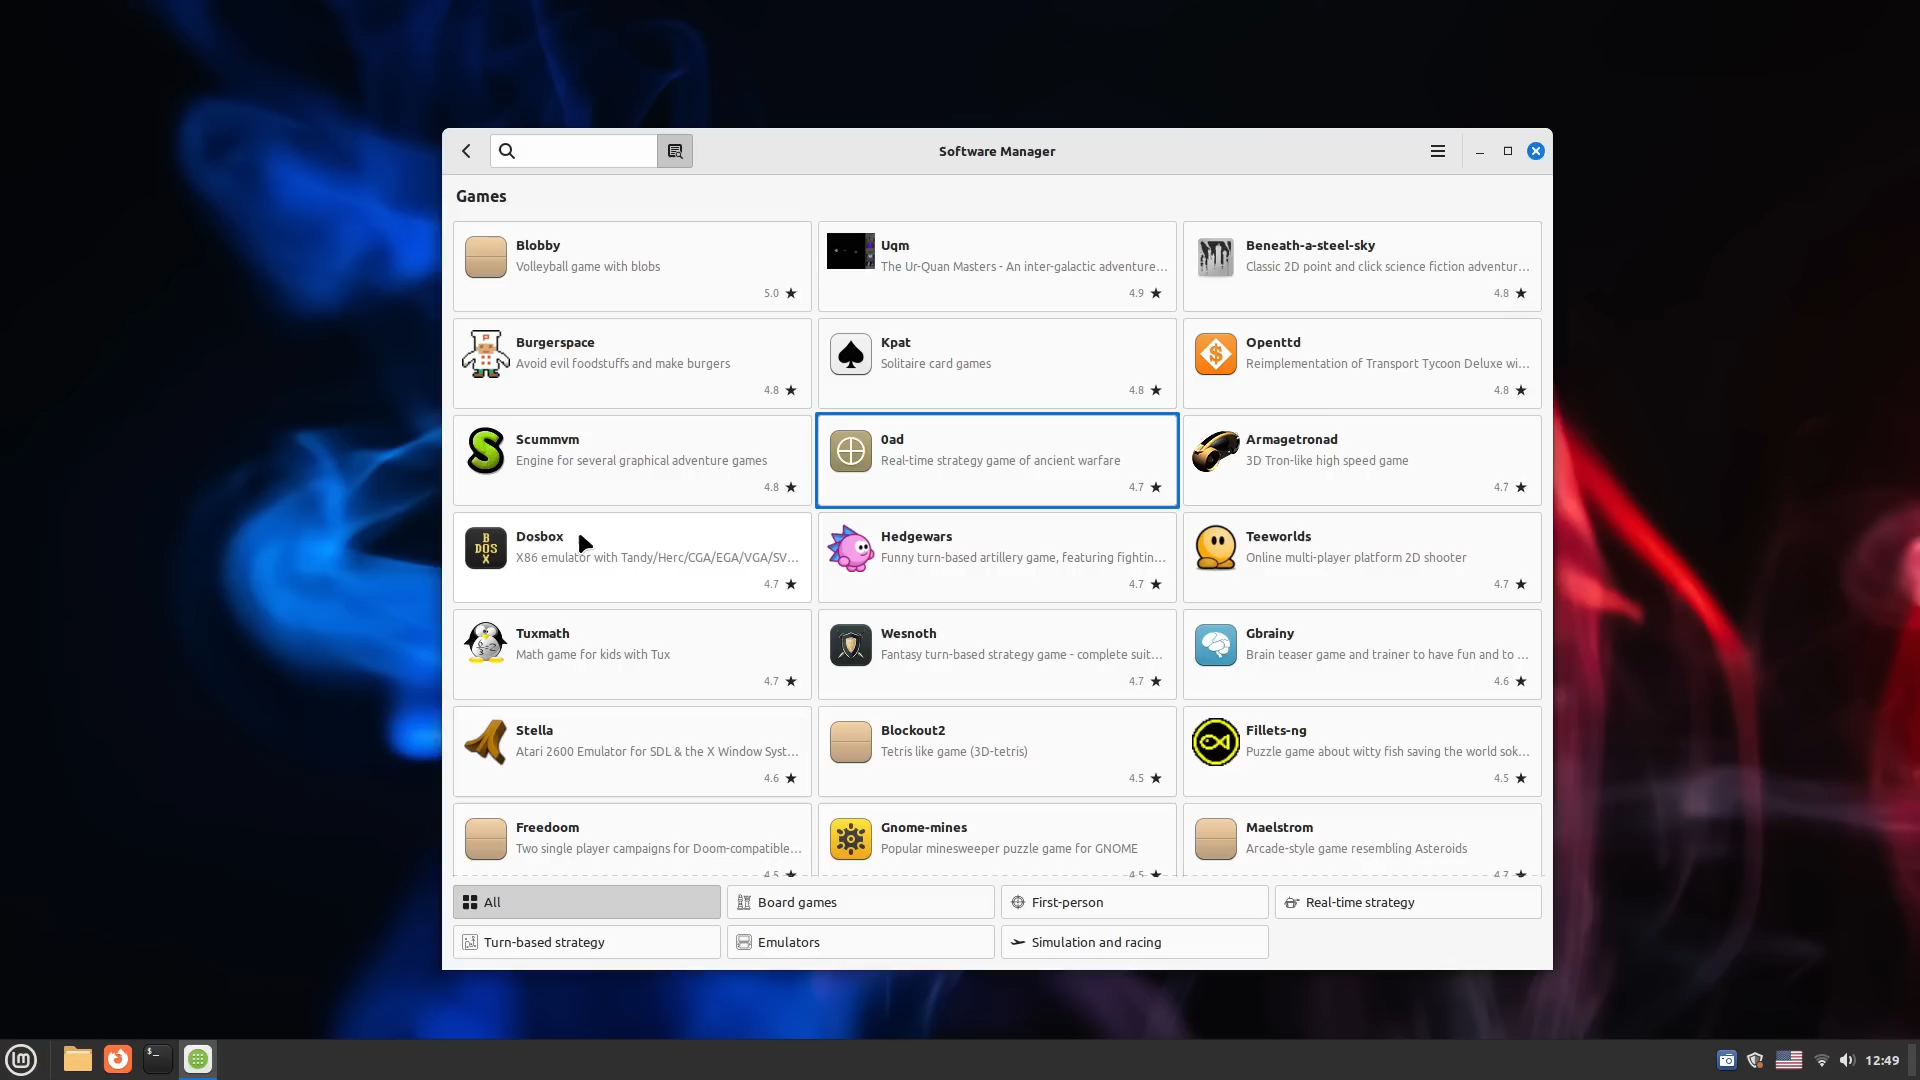 Software Manager
Games
Blobby
Volleyball game with blobs
5.0 ★
Uqm
The Ur-Quan Masters - An inter-galactic adventure...
4.9 ★
Beneath-a-steel-sky
Classic 2D point and click science fiction adventur...
4.8 ★
Burgerspace
Avoid evil foodstuffs and make burgers
4.8 ★
Kpat
Solitaire card games
4.8 ★
Openttd
Reimplementation of Transport Tycoon Deluxe wi...
4.8 ★
Scummvm
Engine for several graphical adventure games
4.8 ★
0ad
Real-time strategy game of ancient warfare
4.7 ★
Armagetronad
3D Tron-like high speed game
4.7 ★
Dosbox
X86 emulator with Tandy/Herc/CGA/EGA/VGA/SV...
4.7 ★
Hedgewars
Funny turn-based artillery game, featuring fightin...
4.7 ★
Teeworlds
Online multi-player platform 2D shooter
4.7 ★
Tuxmath
Math game for kids with Tux
4.7 ★
Wesnoth
Fantasy turn-based strategy game - complete suit...
4.7 ★
Gbrainy
Brain teaser game and trainer to have fun and to ...
4.6 ★
Stella
Atari 2600 Emulator for SDL & the X Window Syst...
4.6 ★
Blockout2
Tetris like game (3D-tetris)
4.5 ★
Fillets-ng
Puzzle game about witty fish saving the world sok...
4.5 ★
Freedoom
Two single player campaigns for Doom-compatible...
4.5 ★
Gnome-mines
Popular minesweeper puzzle game for GNOME
4.5 ★
Maelstrom
Arcade-style game resembling Asteroids
All
Board games
First-person
Real-time strategy
Turn-based strategy
Emulators
Simulation and racing
12:49